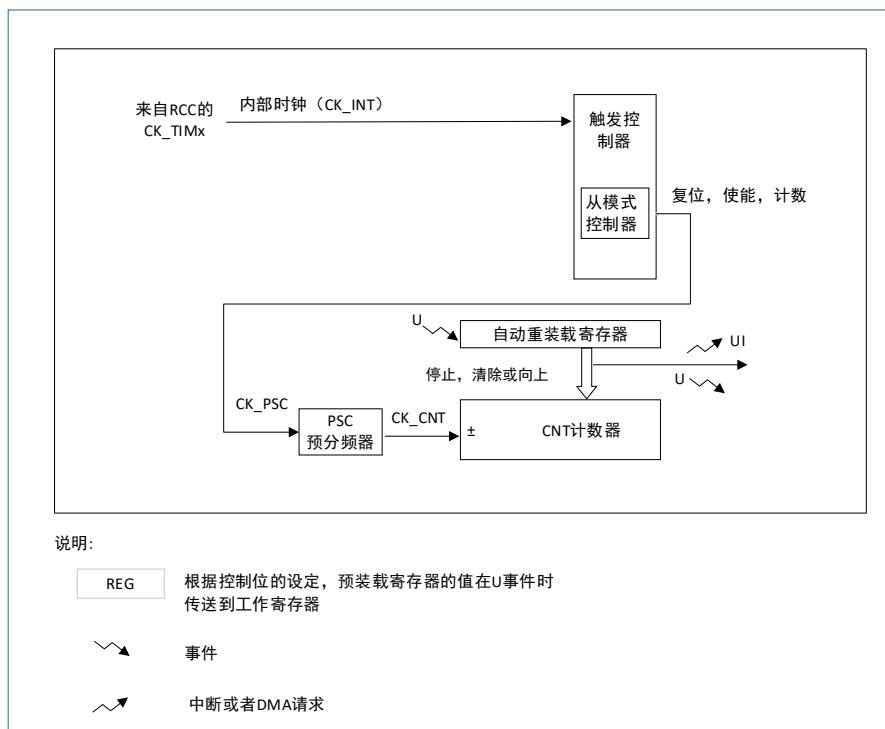 来自RCC的
CK_TIMx
内部时钟（CK_INT）
触发控
制器
从模式
控制器
复位，使能，计数
U
自动重装载寄存器
UI
停止，清除或向上
U
CK_PSC
PSC
预分频器
CK_CNT
±
CNT计数器
说明:
REG
根据控制位的设定，预装载寄存器的值在U事件时
传送到工作寄存器
事件
中断或者DMA请求